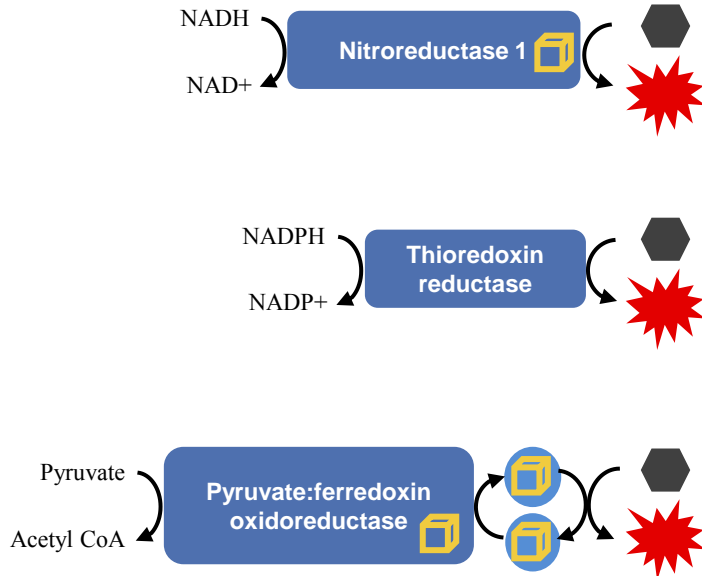 NADH
Nitroreductase 1
NAD+
NADPH
Thioredoxin
reductase
NADP+
Pyruvate
Pyruvate:ferredoxin
oxidoreductase
Acetyl CoA